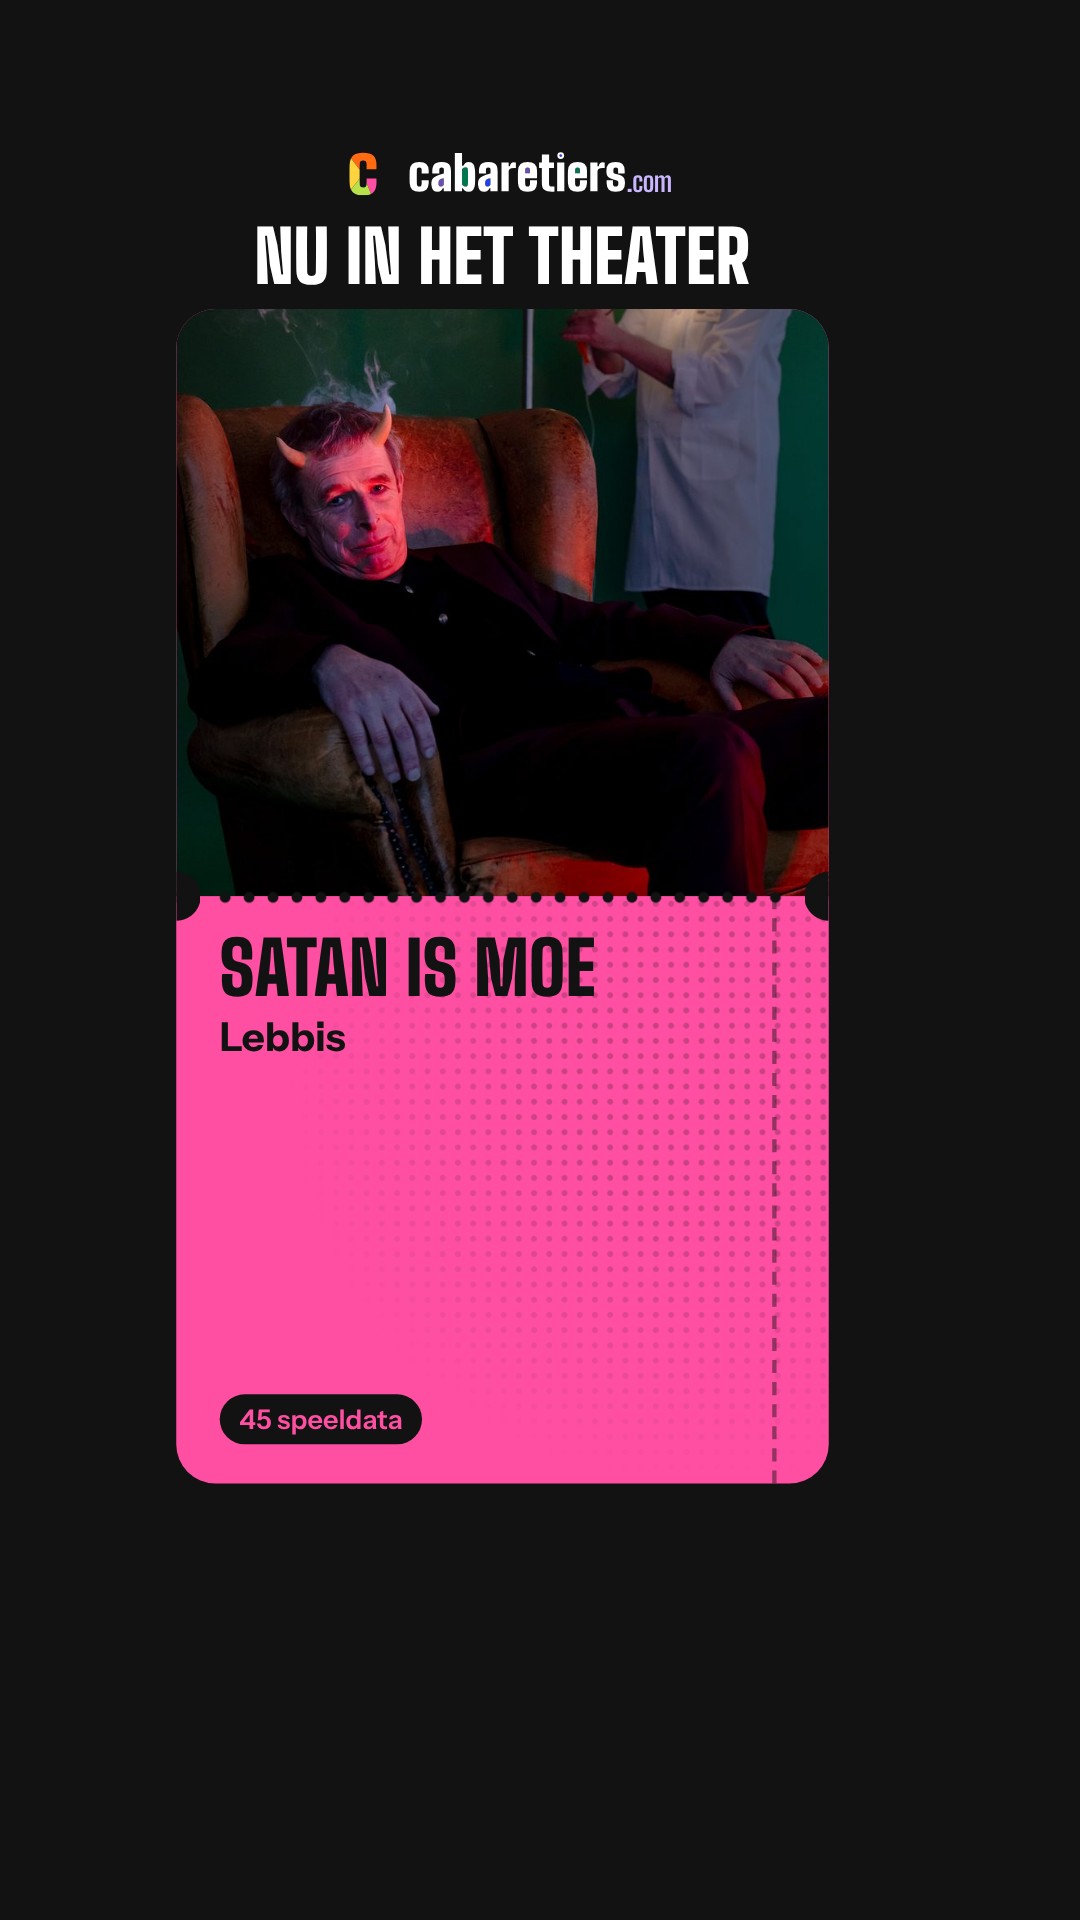 C cabaretiers.com
NU IN HET THEATER
SATAN IS MOE
Lebbis
45 speeldata